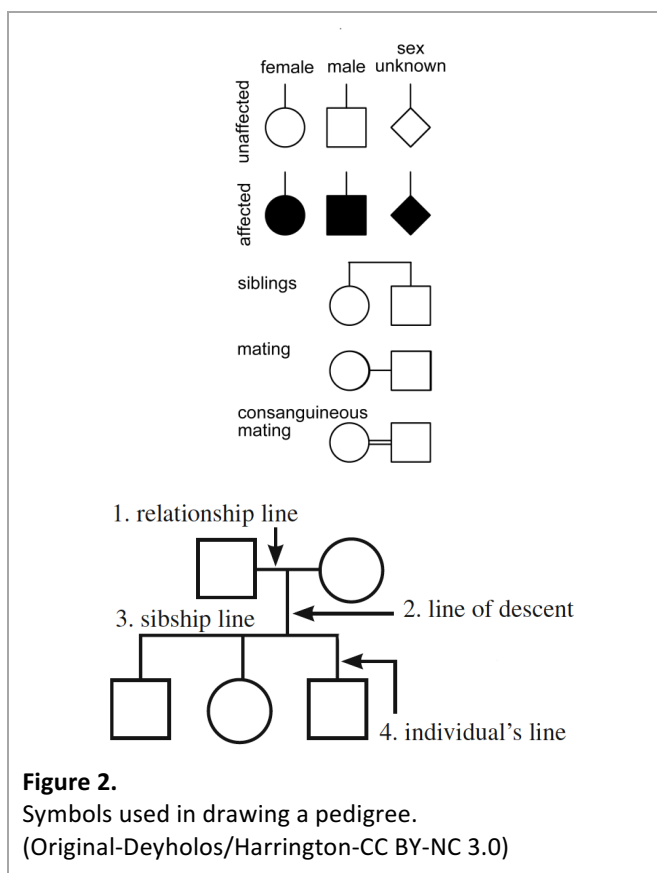 sex
female male unknown
unaffected
affected
siblings
mating
consanguineous
mating
1. relationship line
2. line of descent
3. sibship line
4. individual's line
Figure 2.
Symbols used in drawing a pedigree.
(Original-Deyholos/Harrington-CC BY-NC 3.0)